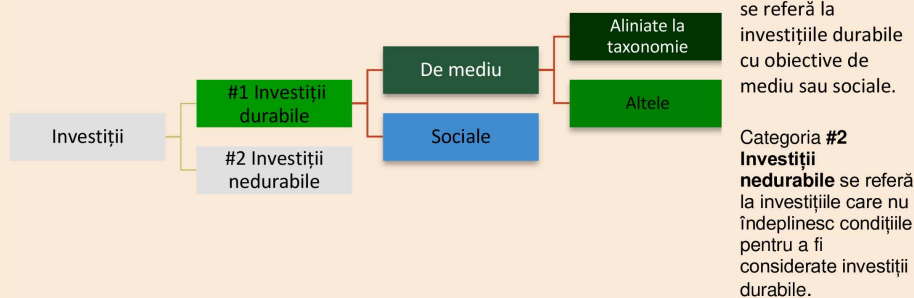 Investiții
#1 Investiții
durabile
#2 Investiții
nedurabile
De mediu
Sociale
Aliniate la
taxonomie
Altele
se referă la
investițiile durabile
cu obiective de
mediu sau sociale.
Categoria #2
Investiții
nedurabile se referă
la investițiile care nu
îndeplinesc condițiile
pentru a fi
considerate investiții
durabile.